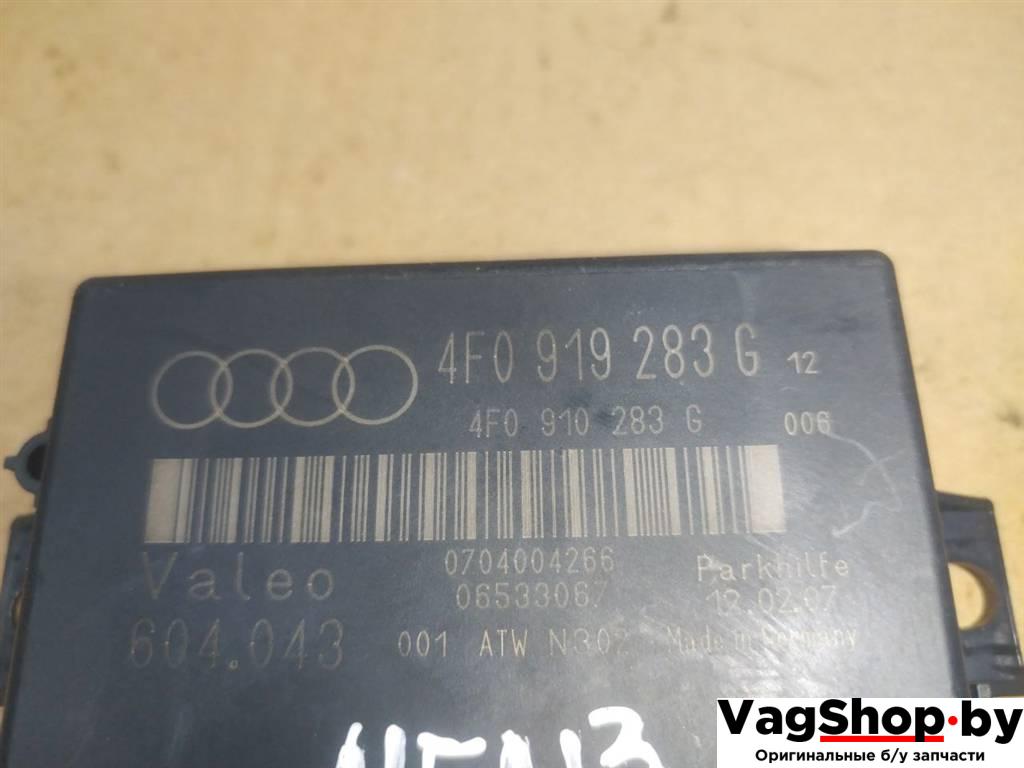 4F0 919 283 G 12
4F0 910 283 G 006
Valeo 0704004266 Parkhilfe
06533067 12.02.07
604.043 001 ATW N302 Made in Germany
VagShop.by
Оригинальные б/у запчасти